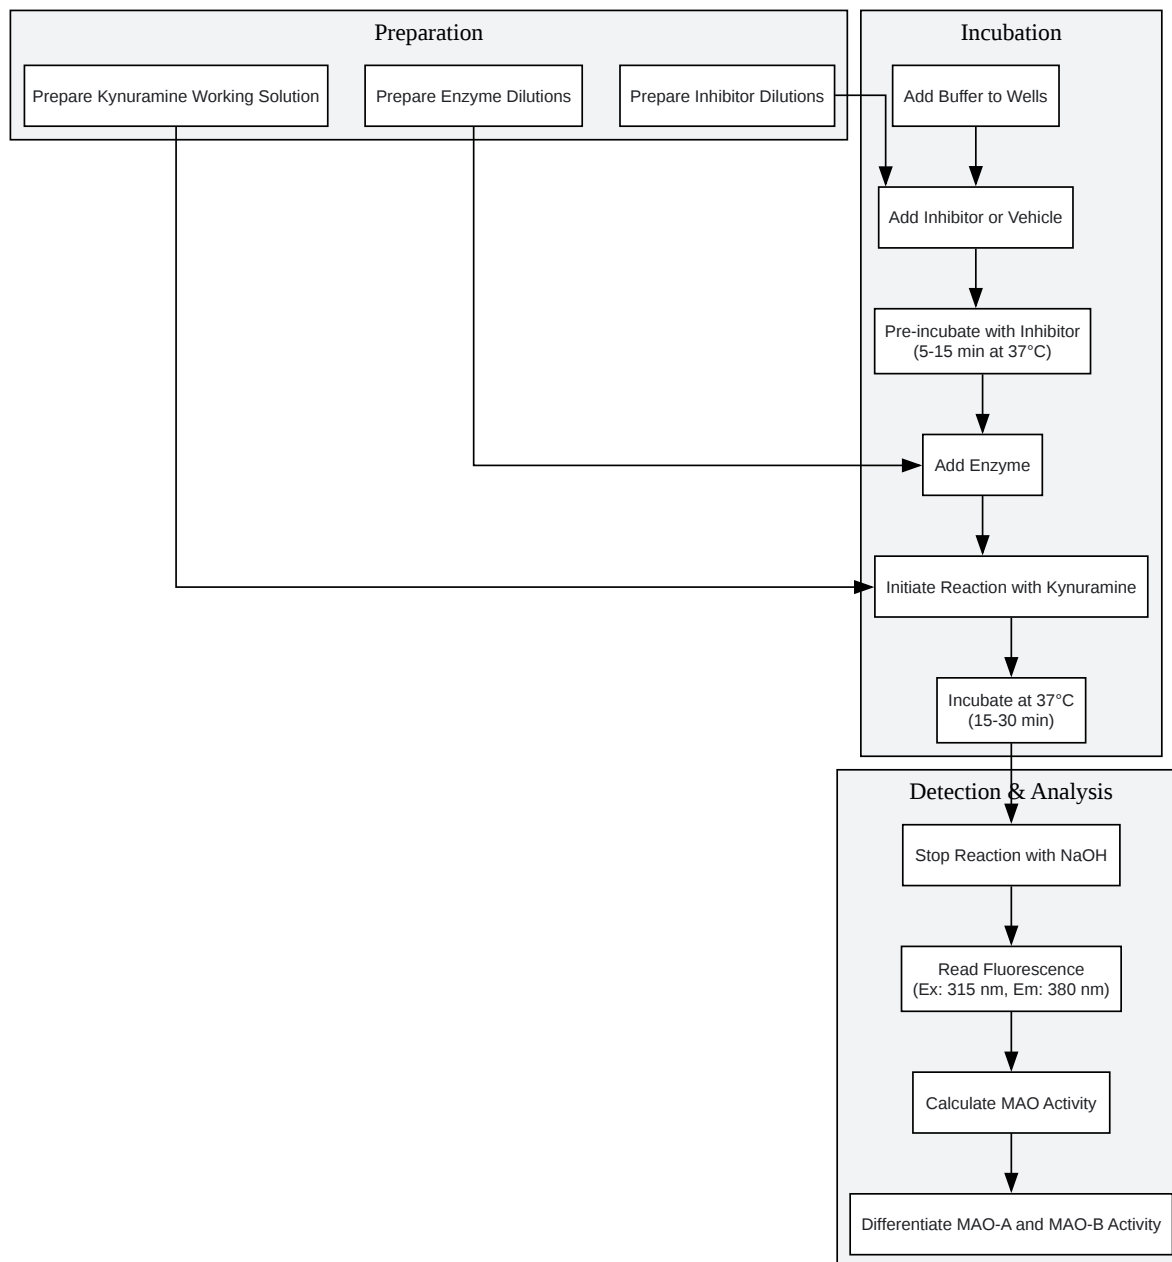 Preparation
Prepare Kynuramine Working Solution
Prepare Enzyme Dilutions
Prepare Inhibitor Dilutions
Incubation
Add Buffer to Wells
Add Inhibitor or Vehicle
Pre-incubate with Inhibitor
(5-15 min at 37°C)
Add Enzyme
Initiate Reaction with Kynuramine
Incubate at 37°C
(15-30 min)
Detection & Analysis
Stop Reaction with NaOH
Read Fluorescence
(Ex: 315 nm, Em: 380 nm)
Calculate MAO Activity
Differentiate MAO-A and MAO-B Activity